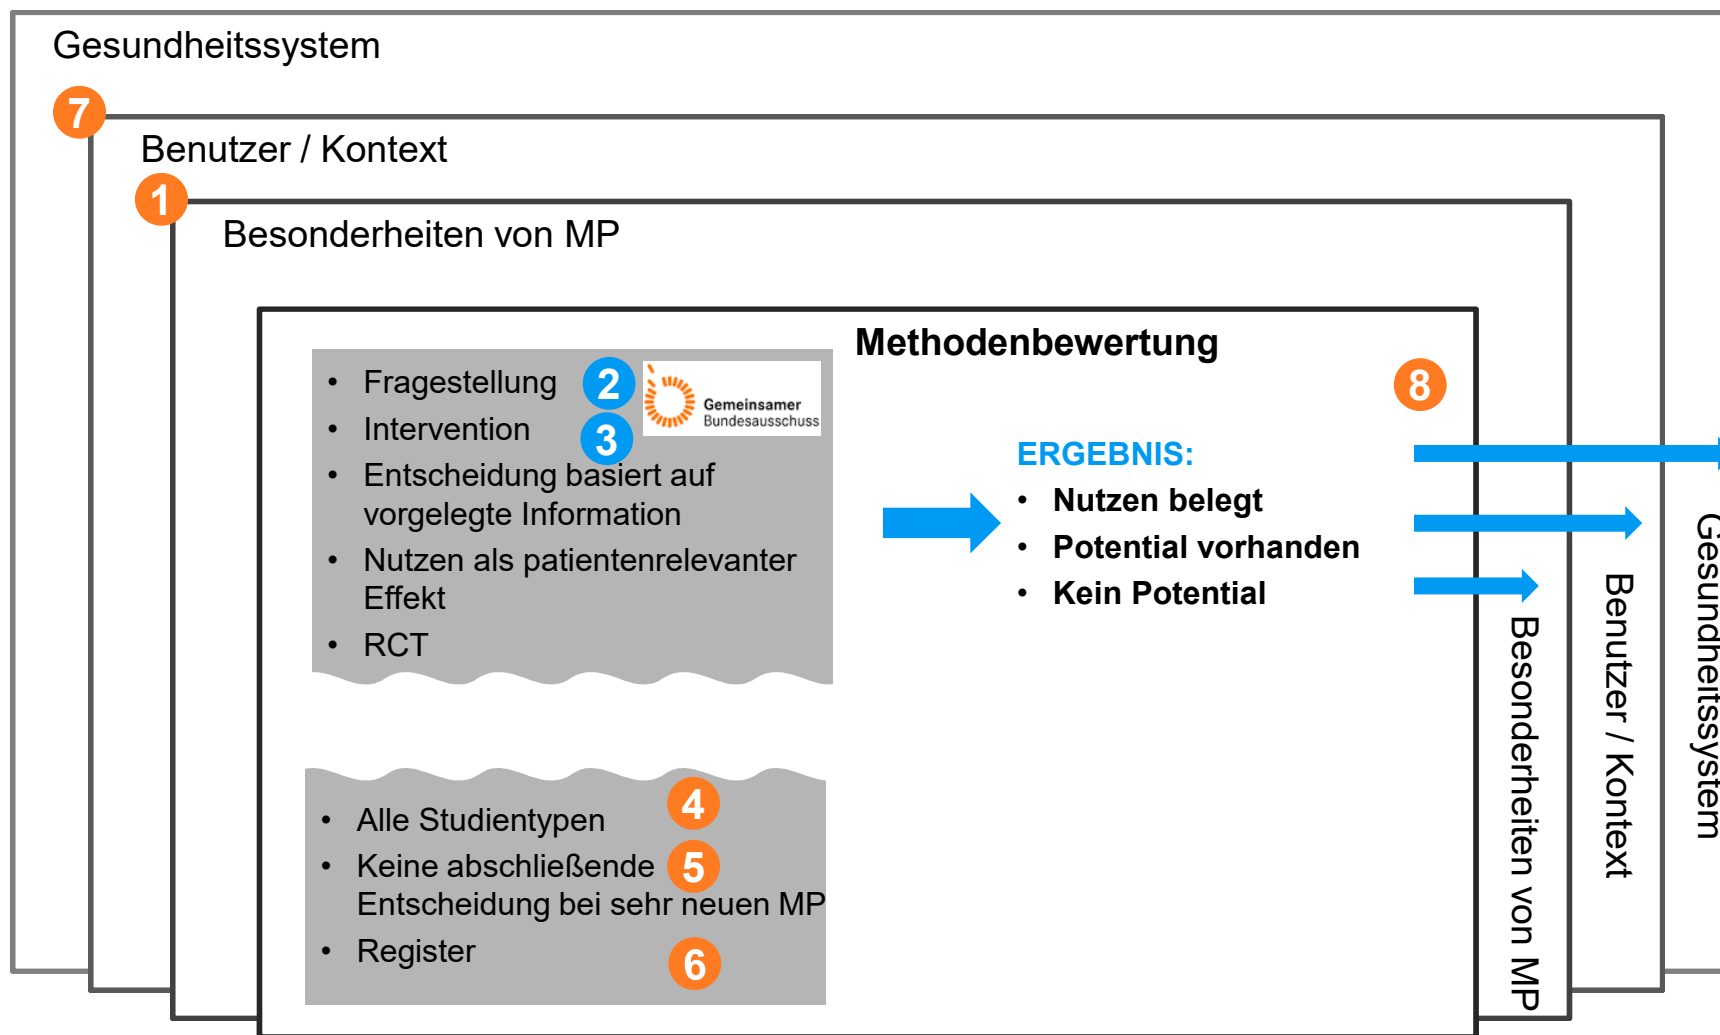 Gesundheitssystem
7
Benutzer / Kontext
1
Besonderheiten von MP
Methodenbewertung
8
• Fragestellung 2
Gemeinsamer
Bundesausschuss
• Intervention 3
• Entscheidung basiert auf
vorgelegte Information
• Nutzen als patientenrelevanter
Effekt
• RCT
ERGEBNIS:
• Nutzen belegt
• Potential vorhanden
• Kein Potential
• Alle Studientypen 4
• Keine abschließende 5
Entscheidung bei sehr neuen MP
• Register 6
Besonderheiten von MP
Benutzer / Kontext
Gesundheitssystem